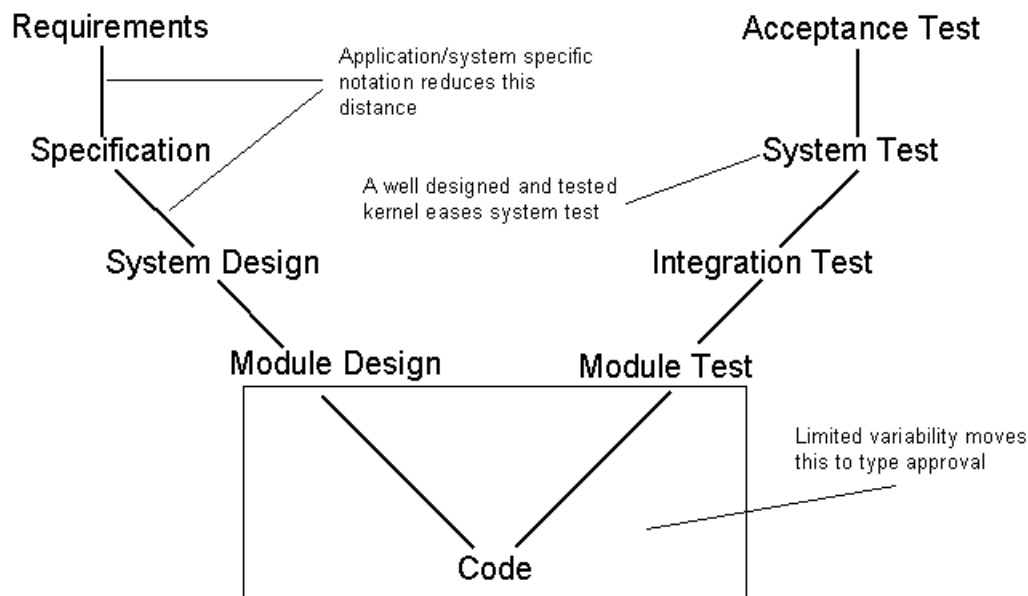 Requirements
Acceptance Test
Application/system specific
notation reduces this
distance
Specification
System Test
A well designed and tested
kernel eases system test
System Design
Integration Test
Module Design
Module Test
Limited variability moves
this to type approval
Code